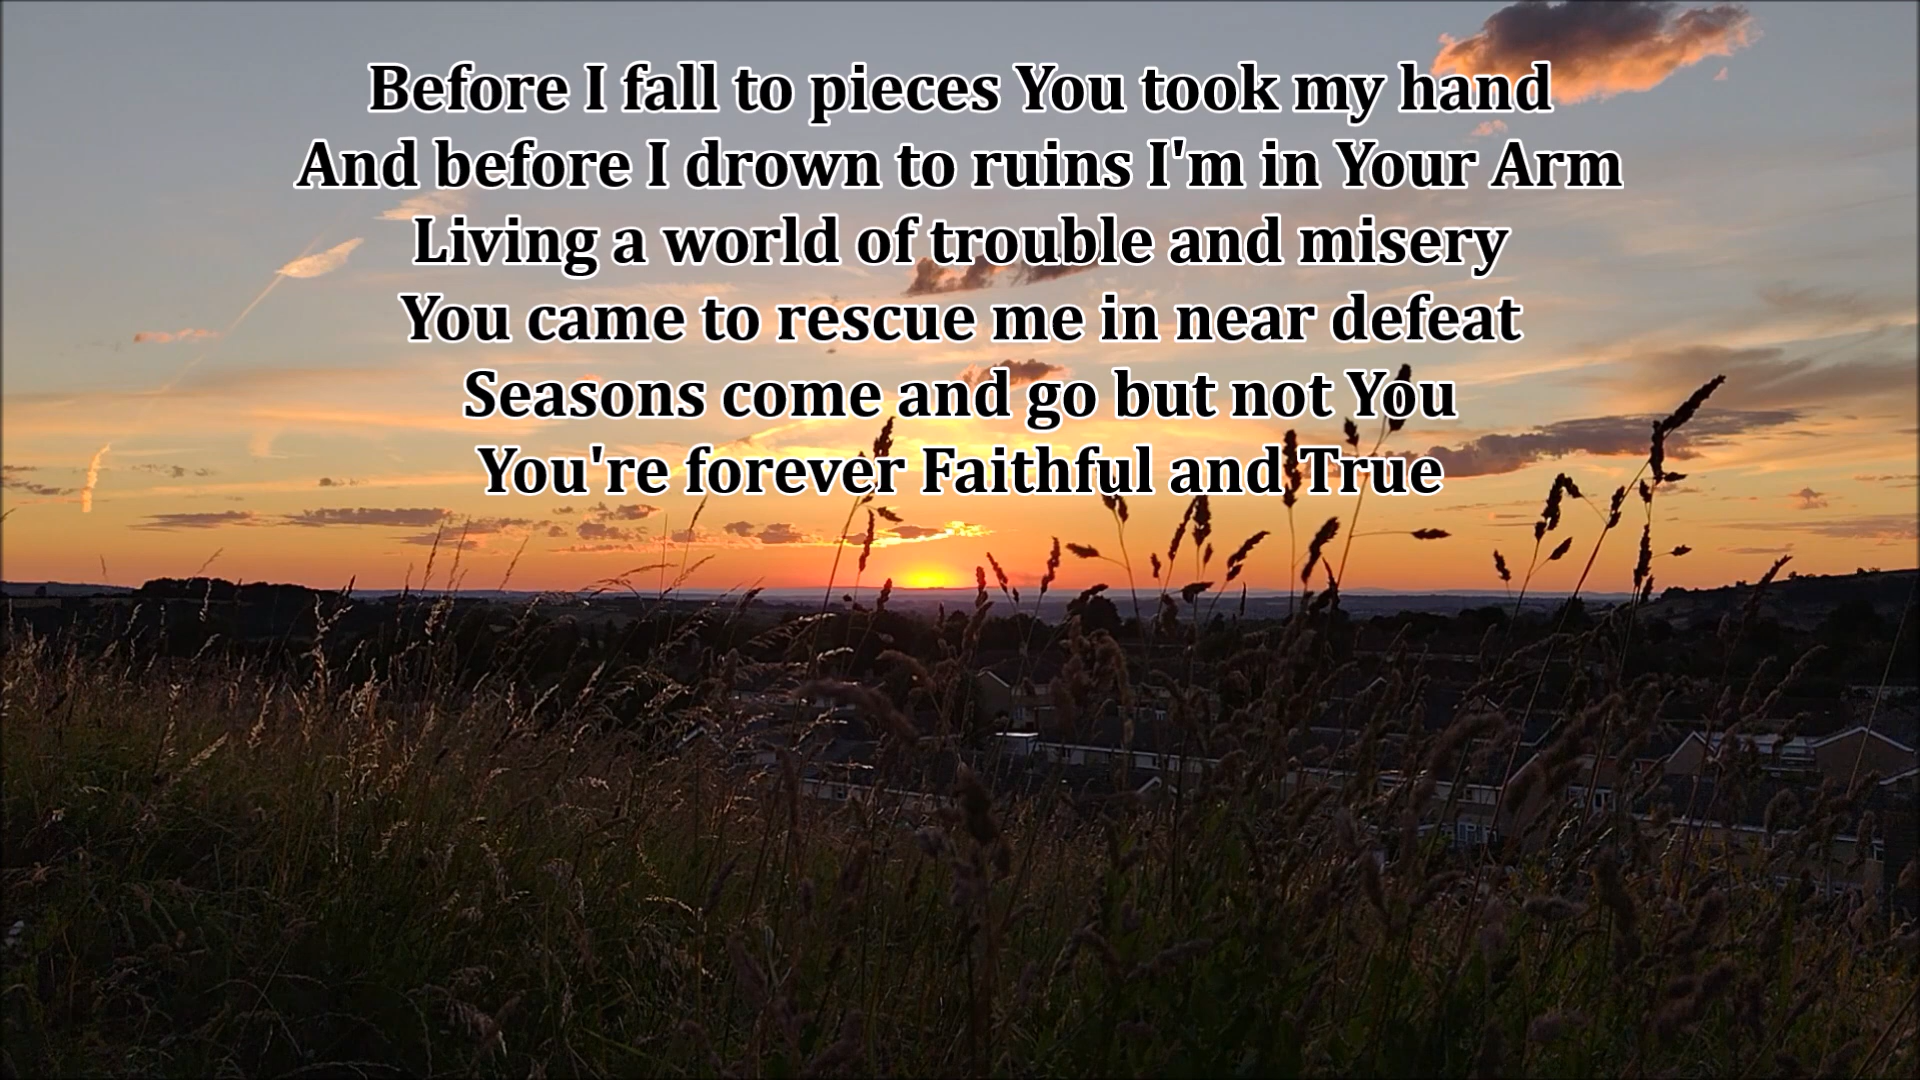 Before I fall to pieces You took my hand
And before I drown to ruins I'm in Your Arm
Living a world of trouble and misery
You came to rescue me in near defeat
Seasons come and go but not You
You're forever Faithful and True